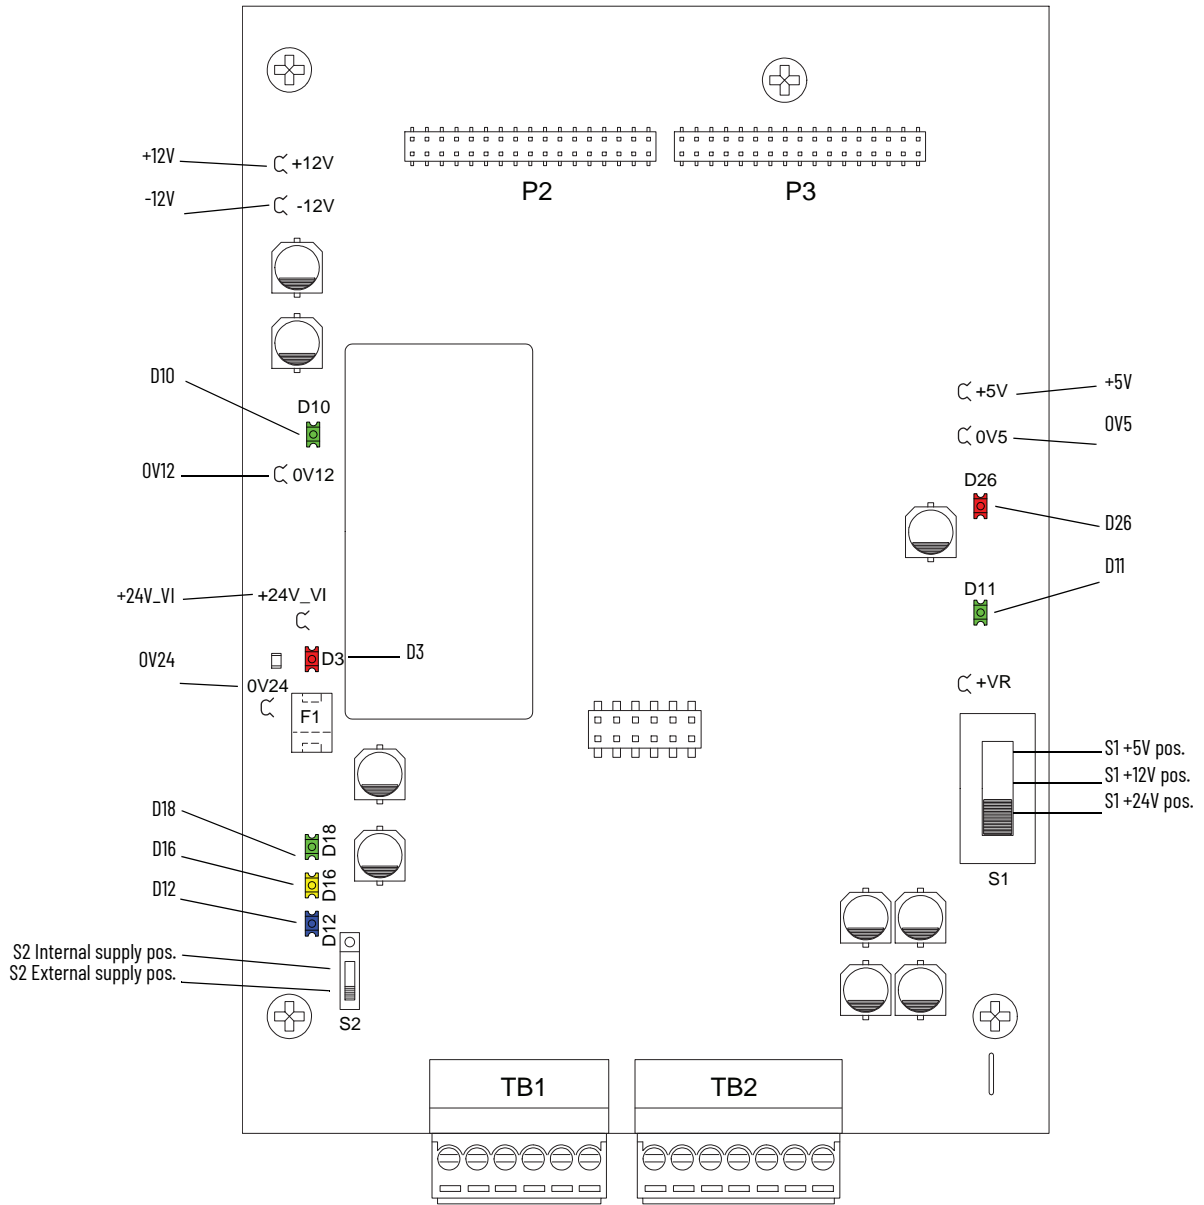 P2
P3
+12V
+12V
-12V
-12V
D10
D10
+5V
+5V
0V5
0V5
0V12
0V12
D26
D26
D11
D11
+24V_VI
+24V_VI
0V24
D3
D3
0V24
+VR
F1
S1 +5V pos.
S1 +12V pos.
S1 +24V pos.
D18
D18
D16
D16
D12
D12
S1
S2 Internal supply pos.
S2 External supply pos.
S2
TB1
TB2